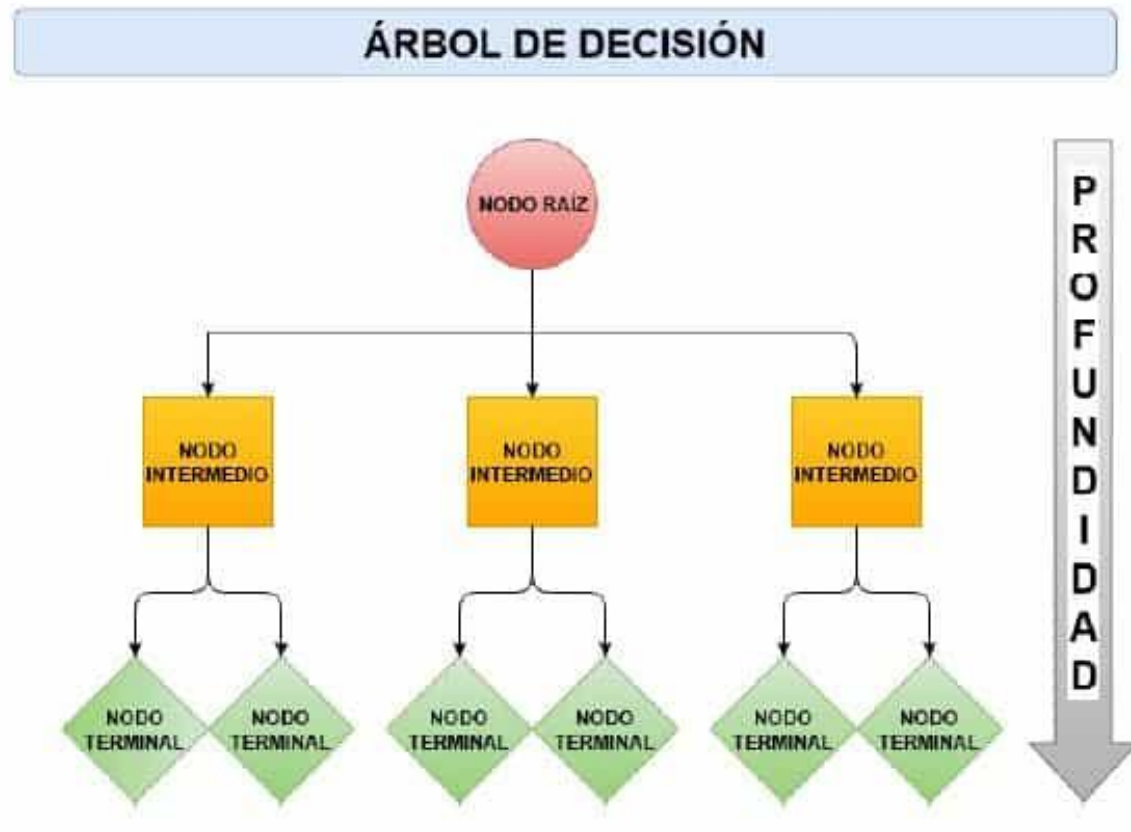 ÁRBOL DE DECISIÓN
NODO RAÍZ
NODO
INTERMEDIO
NODO
INTERMEDIO
NODO
INTERMEDIO
NODO
TERMINAL
NODO
TERMINAL
NODO
TERMINAL
NODO
TERMINAL
NODO
TERMINAL
NODO
TERMINAL
PROFUNDIDAD